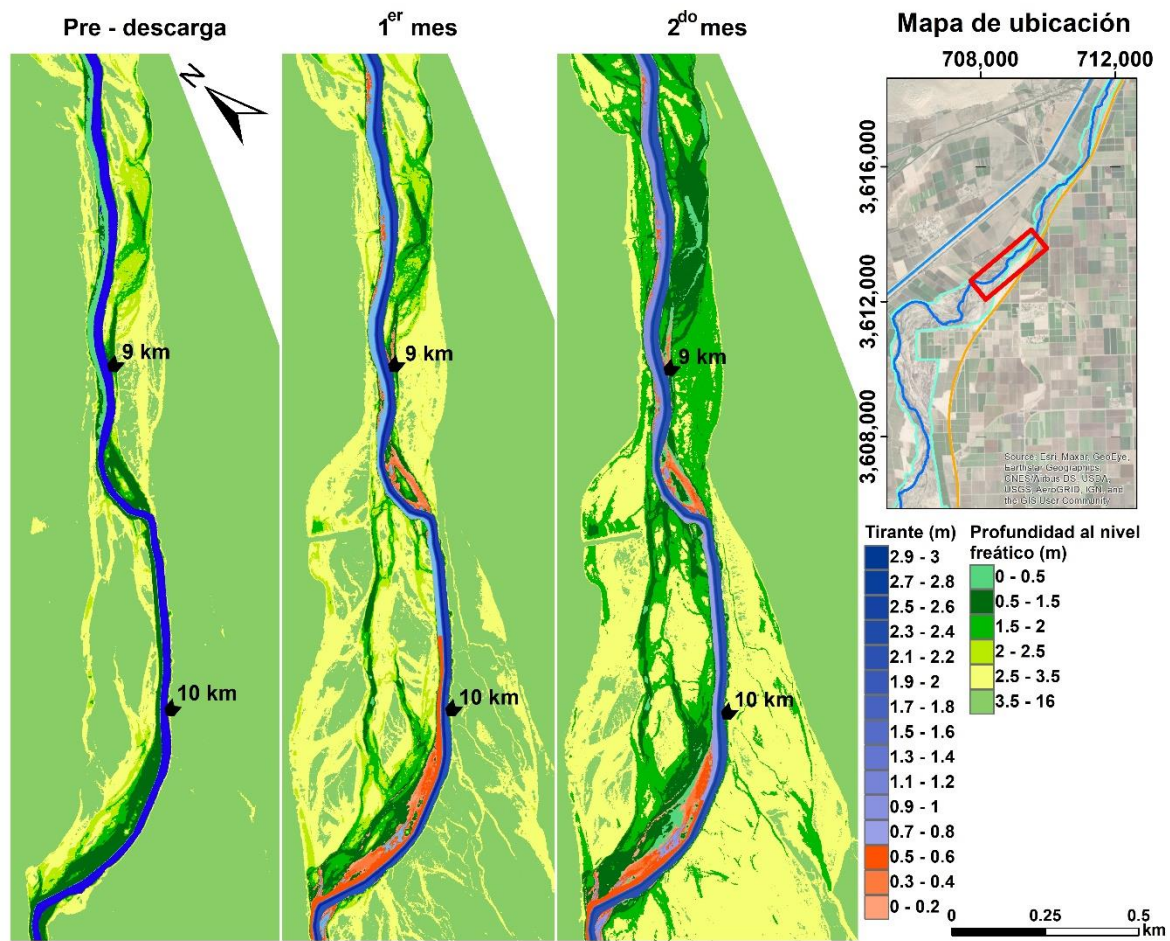 Pre - descarga
1er mes
2do mes
Mapa de ubicación
708,000
712,000
N
3,616,000
3,612,000
3,608,000
9 km
9 km
9 km
10 km
10 km
10 km
Source: Esri, Maxar, GeoEye,
Earthstar Geographics,
CNES/Airbus DS, USDA,
USGS, AeroGRID, IGN, and
the GIS User Community
Tirante (m)
2.9 - 3
2.7 - 2.8
2.5 - 2.6
2.3 - 2.4
2.1 - 2.2
1.9 - 2
1.7 - 1.8
1.5 - 1.6
1.3 - 1.4
1.1 - 1.2
0.9 - 1
0.7 - 0.8
0.5 - 0.6
0.3 - 0.4
0 - 0.2
Profundidad al nivel
freático (m)
0 - 0.5
0.5 - 1.5
1.5 - 2
2 - 2.5
2.5 - 3.5
3.5 - 16
0 0.25 0.5
km